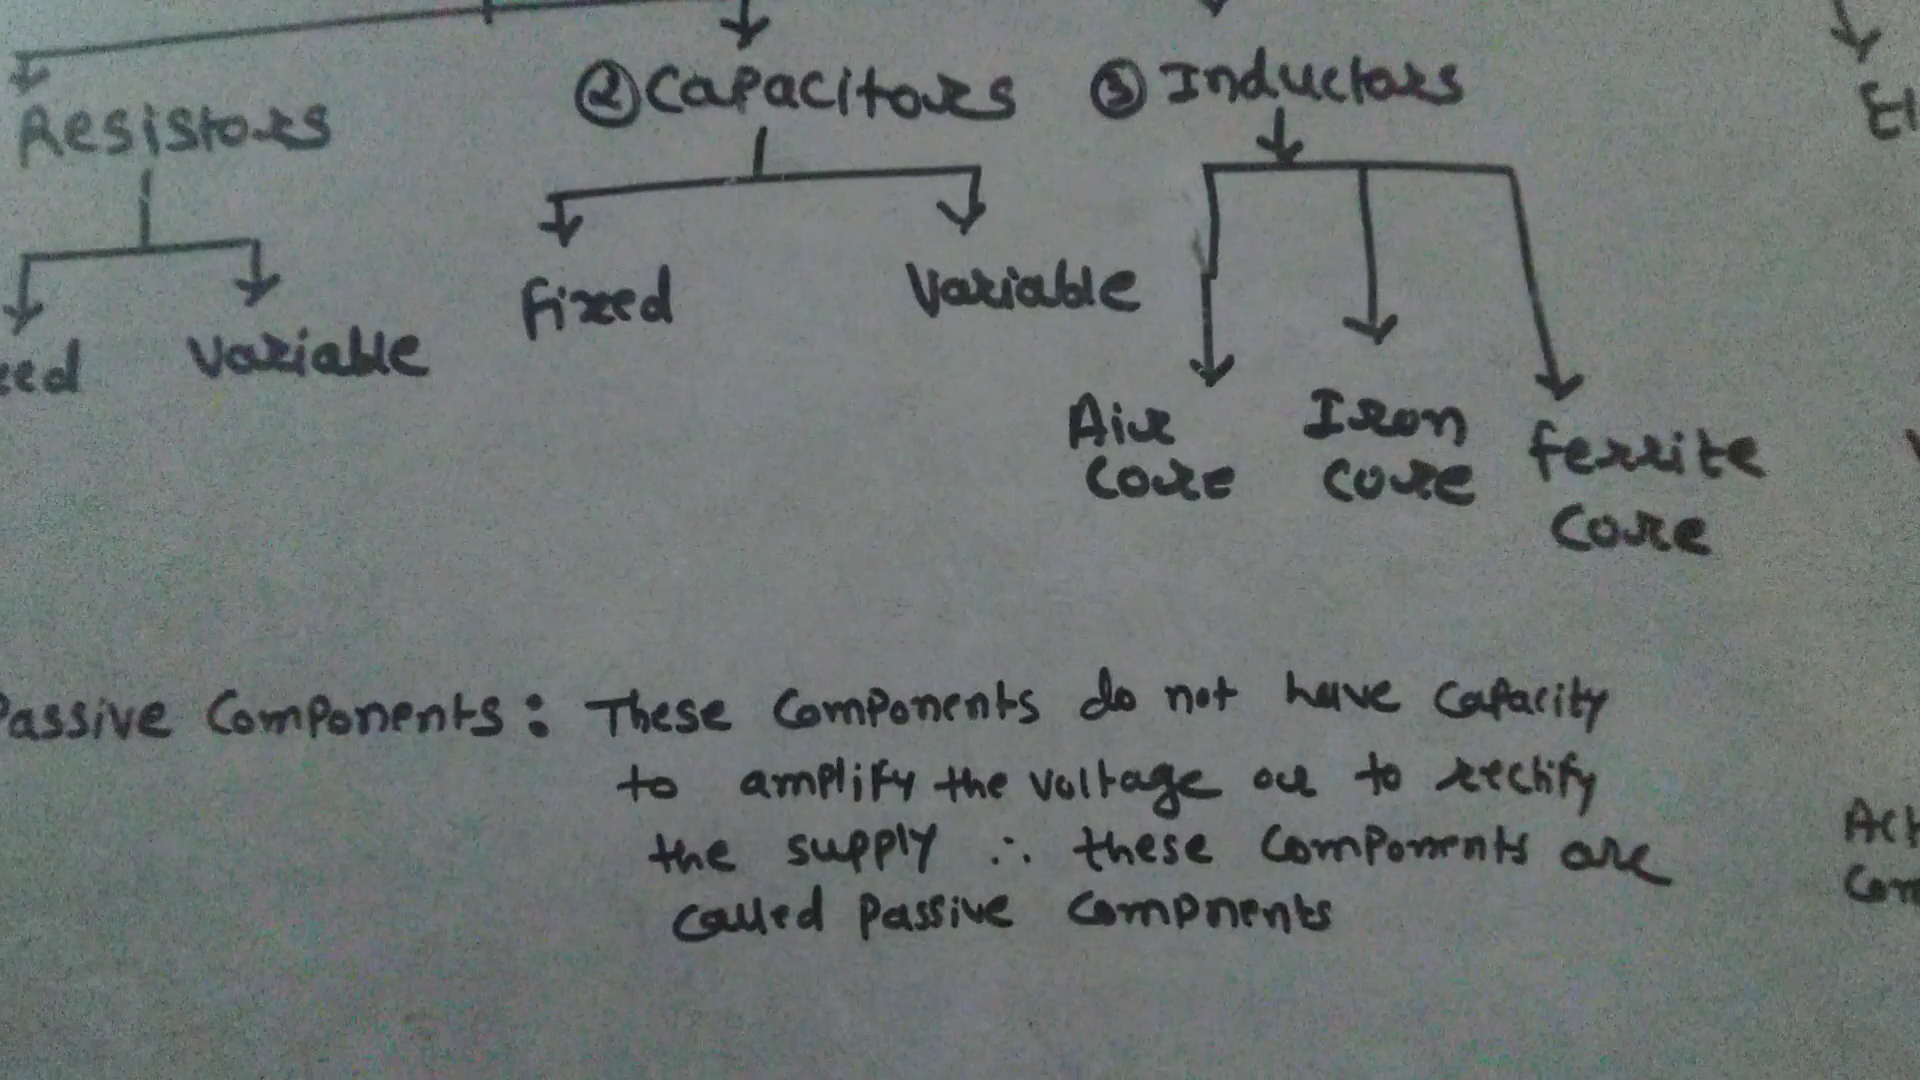 ② Capacitors ③ Inductors
Resistors
Fixed Variable
Variable
Air Iron ferrite
Core Core Core
Passive Components : These Components do not have Capacity
to amplify the voltage or to rectify
the supply ∴ these Components are
called Passive Compnents